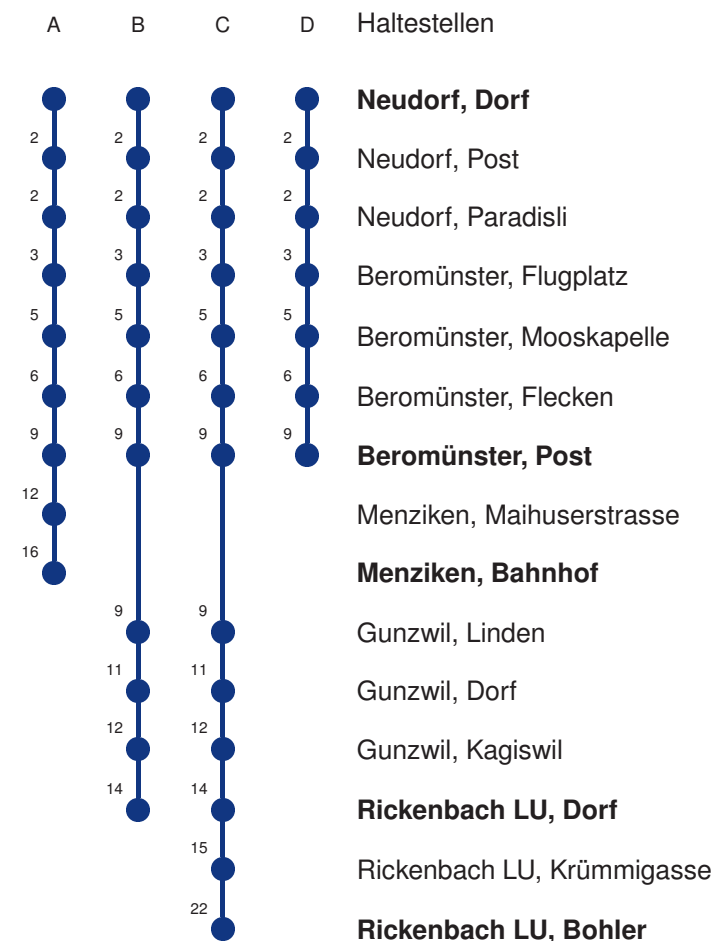 A B C D Haltestellen
Neudorf, Dorf
2 2 2 2 Neudorf, Post
2 2 2 2 Neudorf, Paradisli
3 3 3 3 Beromünster, Flugplatz
5 5 5 5 Beromünster, Mooskapelle
6 6 6 6 Beromünster, Flecken
9 9 9 9 Beromünster, Post
12 Menziken, Maihuserstrasse
16 Menziken, Bahnhof
9 9 Gunzwil, Linden
11 11 Gunzwil, Dorf
12 12 Gunzwil, Kagiswil
14 14 Rickenbach LU, Dorf
15 Rickenbach LU, Krümmigasse
22 Rickenbach LU, Bohler